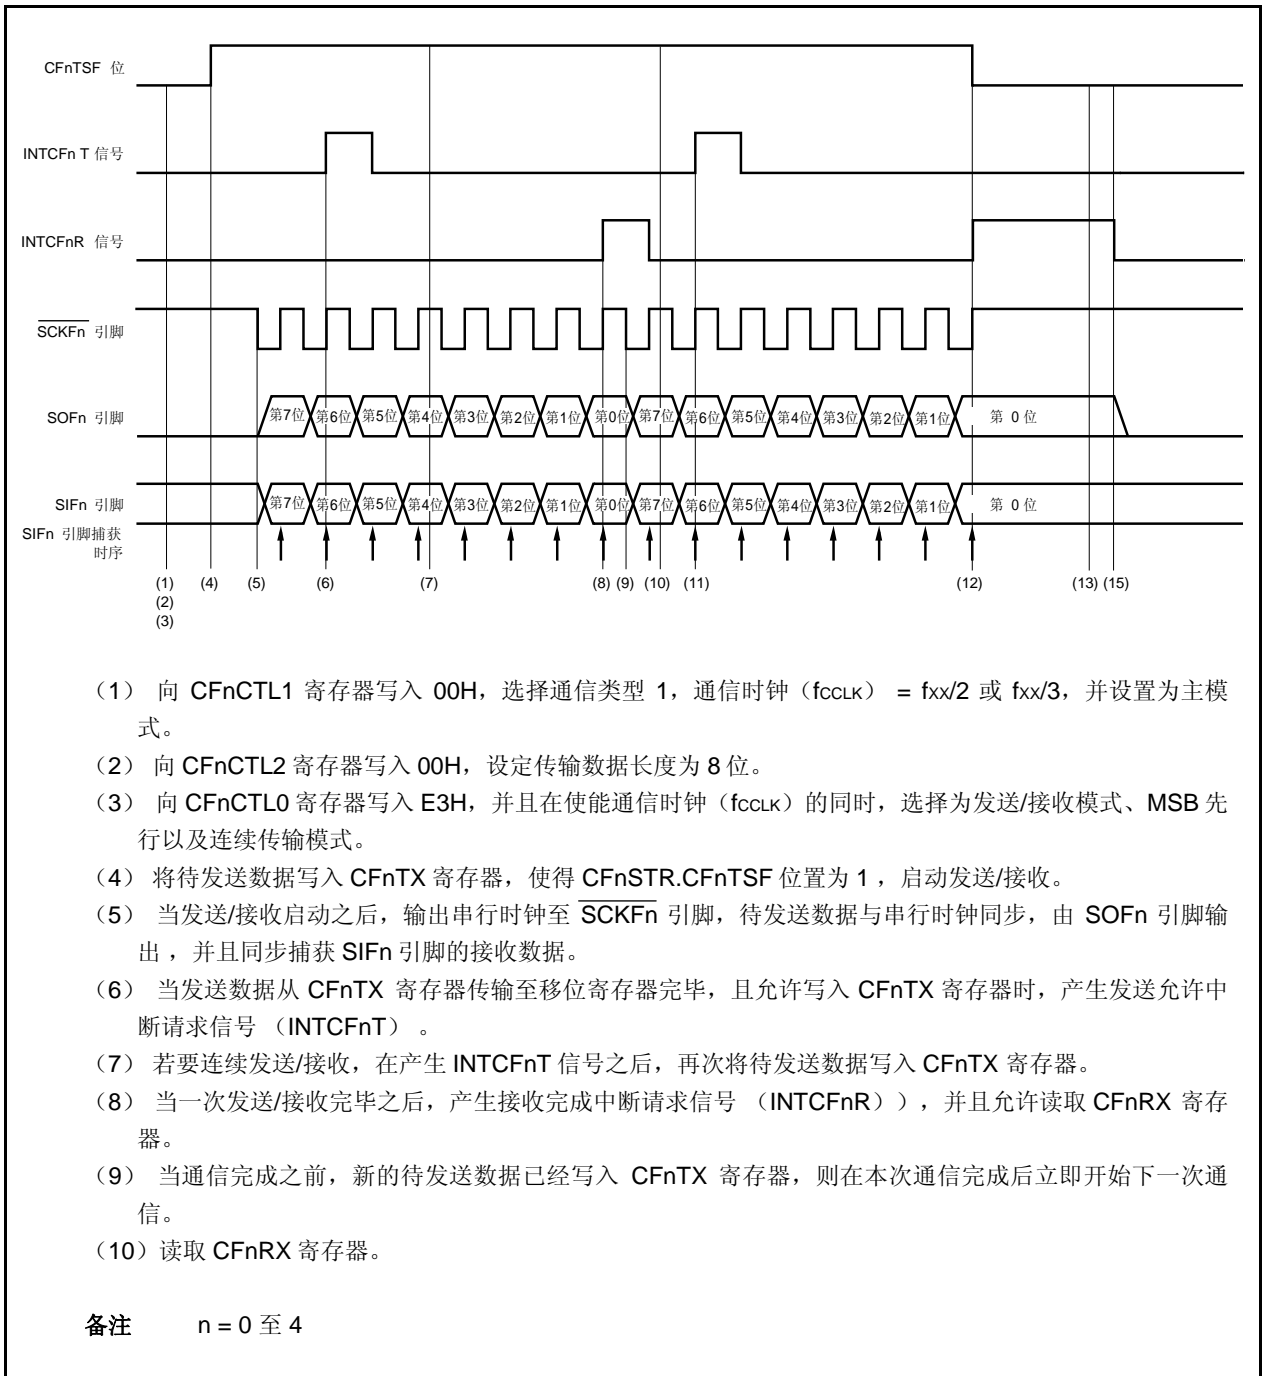 CFnTSF 位
INTCFn T 信号
INTCFnR 信号
SCKFn 引脚
SOFn 引脚
第7位 第6位 第5位 第4位 第3位 第2位 第1位 第0位 第7位 第6位 第5位 第4位 第3位 第2位 第1位 第 0 位
SIFn 引脚
第7位 第6位 第5位 第4位 第3位 第2位 第1位 第0位 第7位 第6位 第5位 第4位 第3位 第2位 第1位 第 0 位
SIFn 引脚捕获
时序
(1) (4) (5) (6) (7) (8) (9) (10) (11) (12) (13) (15)
(2)
(3)
（1） 向 CFnCTL1 寄存器写入 00H，选择通信类型 1，通信时钟（fCCLK） = fXX/2 或 fXX/3，并设置为主模
式。
（2） 向 CFnCTL2 寄存器写入 00H，设定传输数据长度为 8 位。
（3） 向 CFnCTL0 寄存器写入 E3H，并且在使能通信时钟（fCCLK）的同时，选择为发送/接收模式、MSB 先
行以及连续传输模式。
（4） 将待发送数据写入 CFnTX 寄存器，使得 CFnSTR.CFnTSF 位置为 1 ，启动发送/接收。
（5） 当发送/接收启动之后，输出串行时钟至 SCKFn 引脚，待发送数据与串行时钟同步，由 SOFn 引脚输
出 ，并且同步捕获 SIFn 引脚的接收数据。
（6） 当发送数据从 CFnTX 寄存器传输至移位寄存器完毕，且允许写入 CFnTX 寄存器时，产生发送允许中
断请求信号 （INTCFnT） 。
（7） 若要连续发送/接收，在产生 INTCFnT 信号之后，再次将待发送数据写入 CFnTX 寄存器。
（8） 当一次发送/接收完毕之后，产生接收完成中断请求信号 （INTCFnR）），并且允许读取 CFnRX 寄存
器。
（9） 当通信完成之前，新的待发送数据已经写入 CFnTX 寄存器，则在本次通信完成后立即开始下一次通
信。
（10）读取 CFnRX 寄存器。
备注 n = 0 至 4